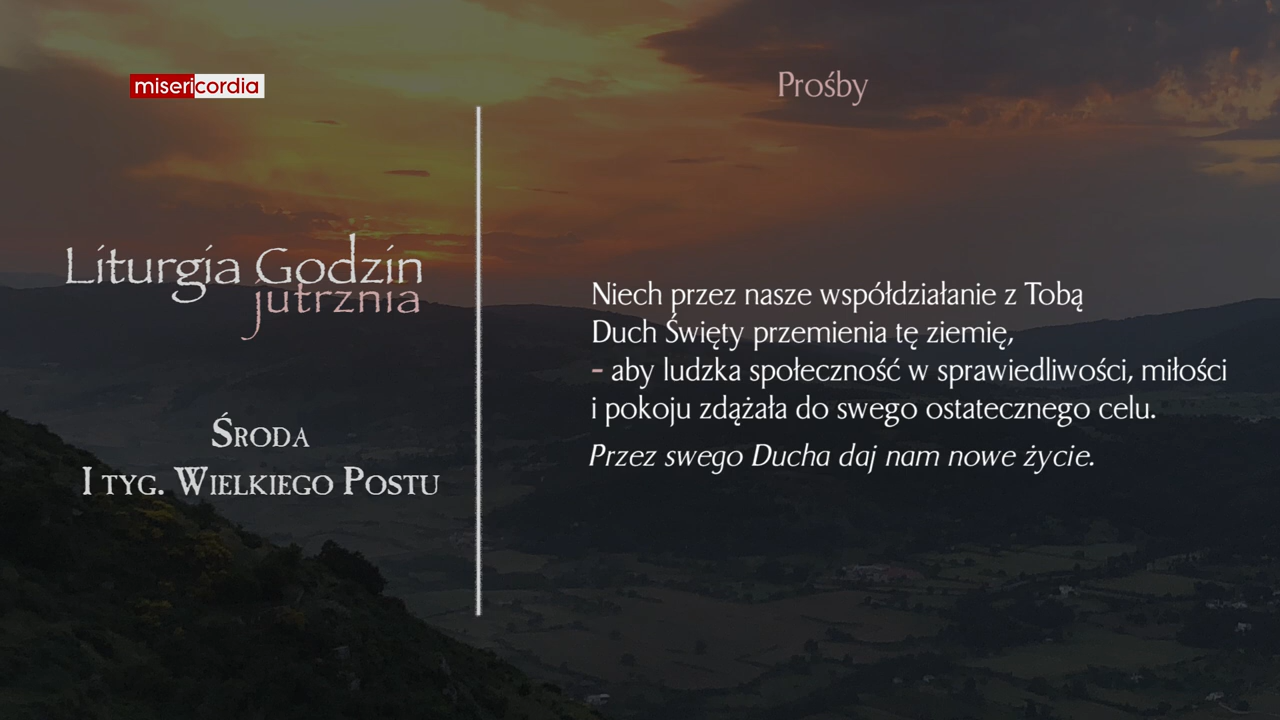 misericordia
Liturgia Godzin
jutrznia
Środa
I tyg. Wielkiego Postu
Prośby
Niech przez nasze współdziałanie z Tobą
Duch Święty przemienia tę ziemię,
- aby ludzka społeczność w sprawiedliwości, miłości
i pokoju zdążała do swego ostatecznego celu.
Przez swego Ducha daj nam nowe życie.